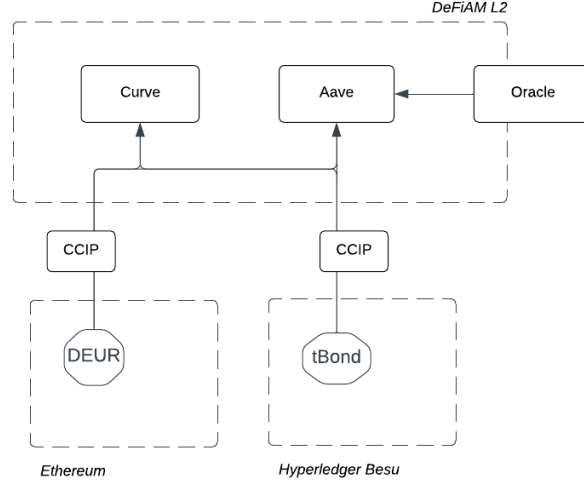 DeFiAM L2
Curve
Aave
Oracle
CCIP
CCIP
DEUR
tBond
Ethereum
Hyperledger Besu